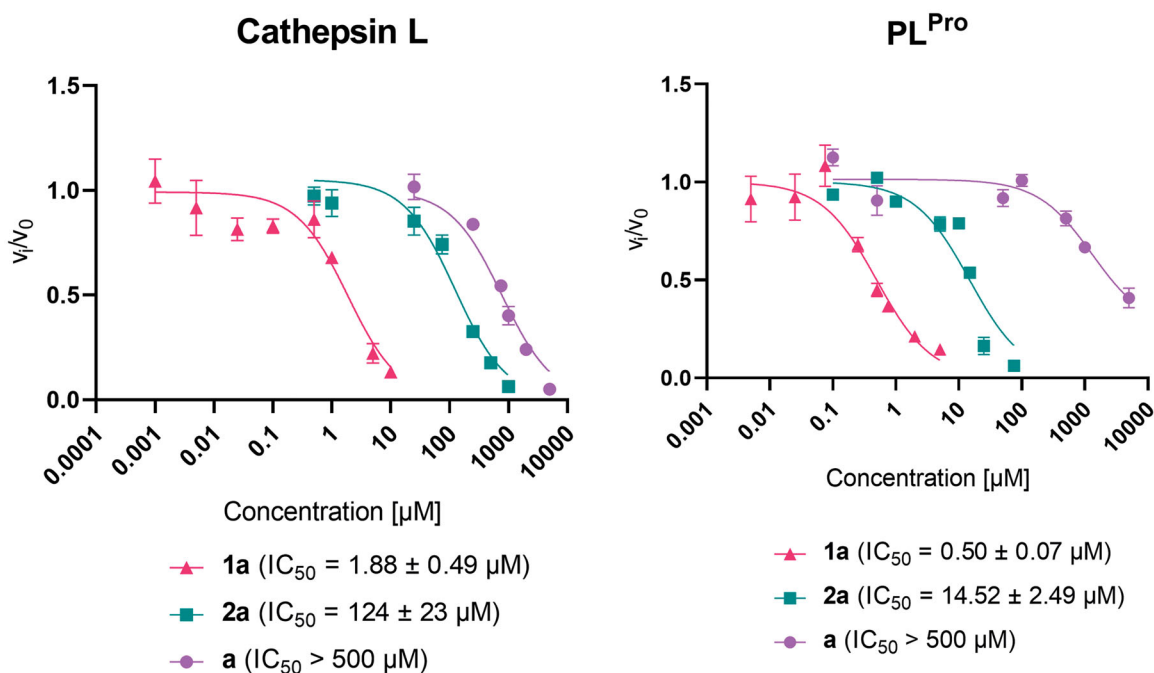 Cathepsin L
1.5
1.0
0.5
0.0
v_i/v_0
0.0001
0.001
0.01
0.1
1
10
100
1000
10000
Concentration [µM]
1a (IC₅₀ = 1.88 ± 0.49 µM)
2a (IC₅₀ = 124 ± 23 µM)
a (IC₅₀ > 500 µM)
PL^Pro
1.5
1.0
0.5
0.0
v_i/v_0
0.001
0.01
0.1
1
10
100
1000
10000
Concentration [µM]
1a (IC₅₀ = 0.50 ± 0.07 µM)
2a (IC₅₀ = 14.52 ± 2.49 µM)
a (IC₅₀ > 500 µM)